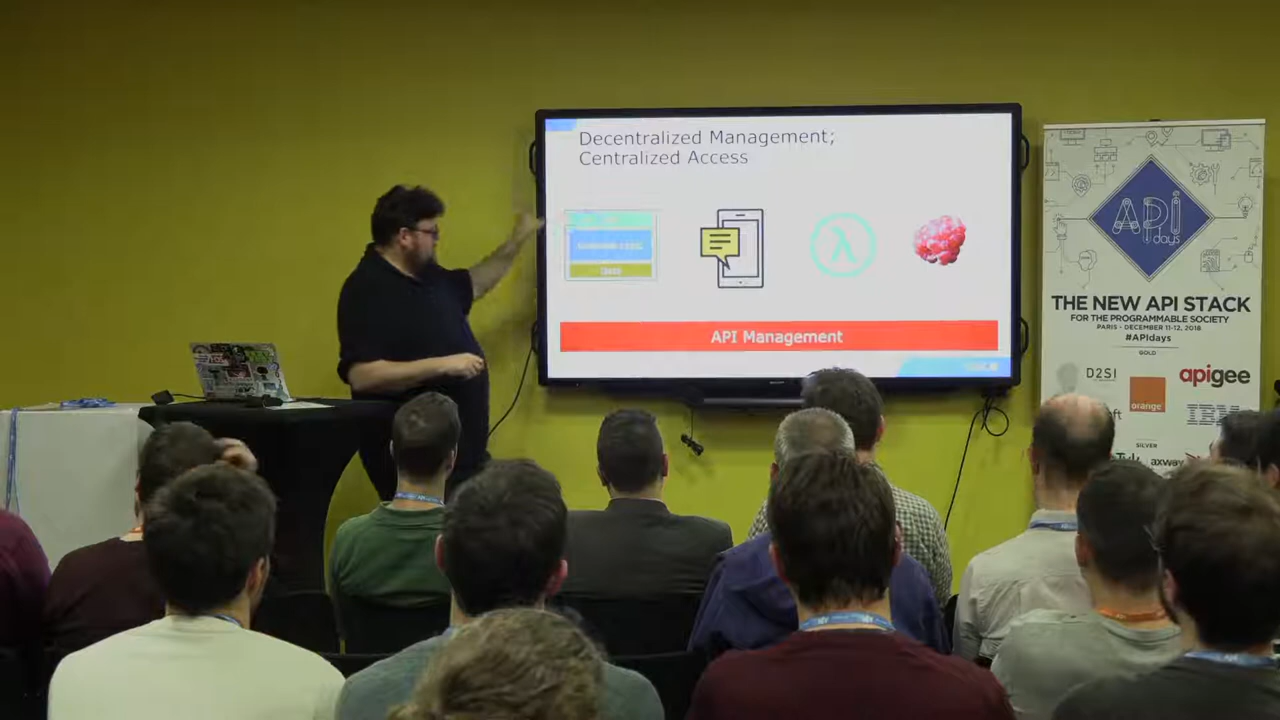 Decentralized Management;
Centralized Access
λ
API Management
API
days
THE NEW API STACK
FOR THE PROGRAMMABLE SOCIETY
PARIS - DECEMBER 11-12, 2018
#APIdays
GOLD
D2SI
orange
apigee
IBM
SILVER
axway